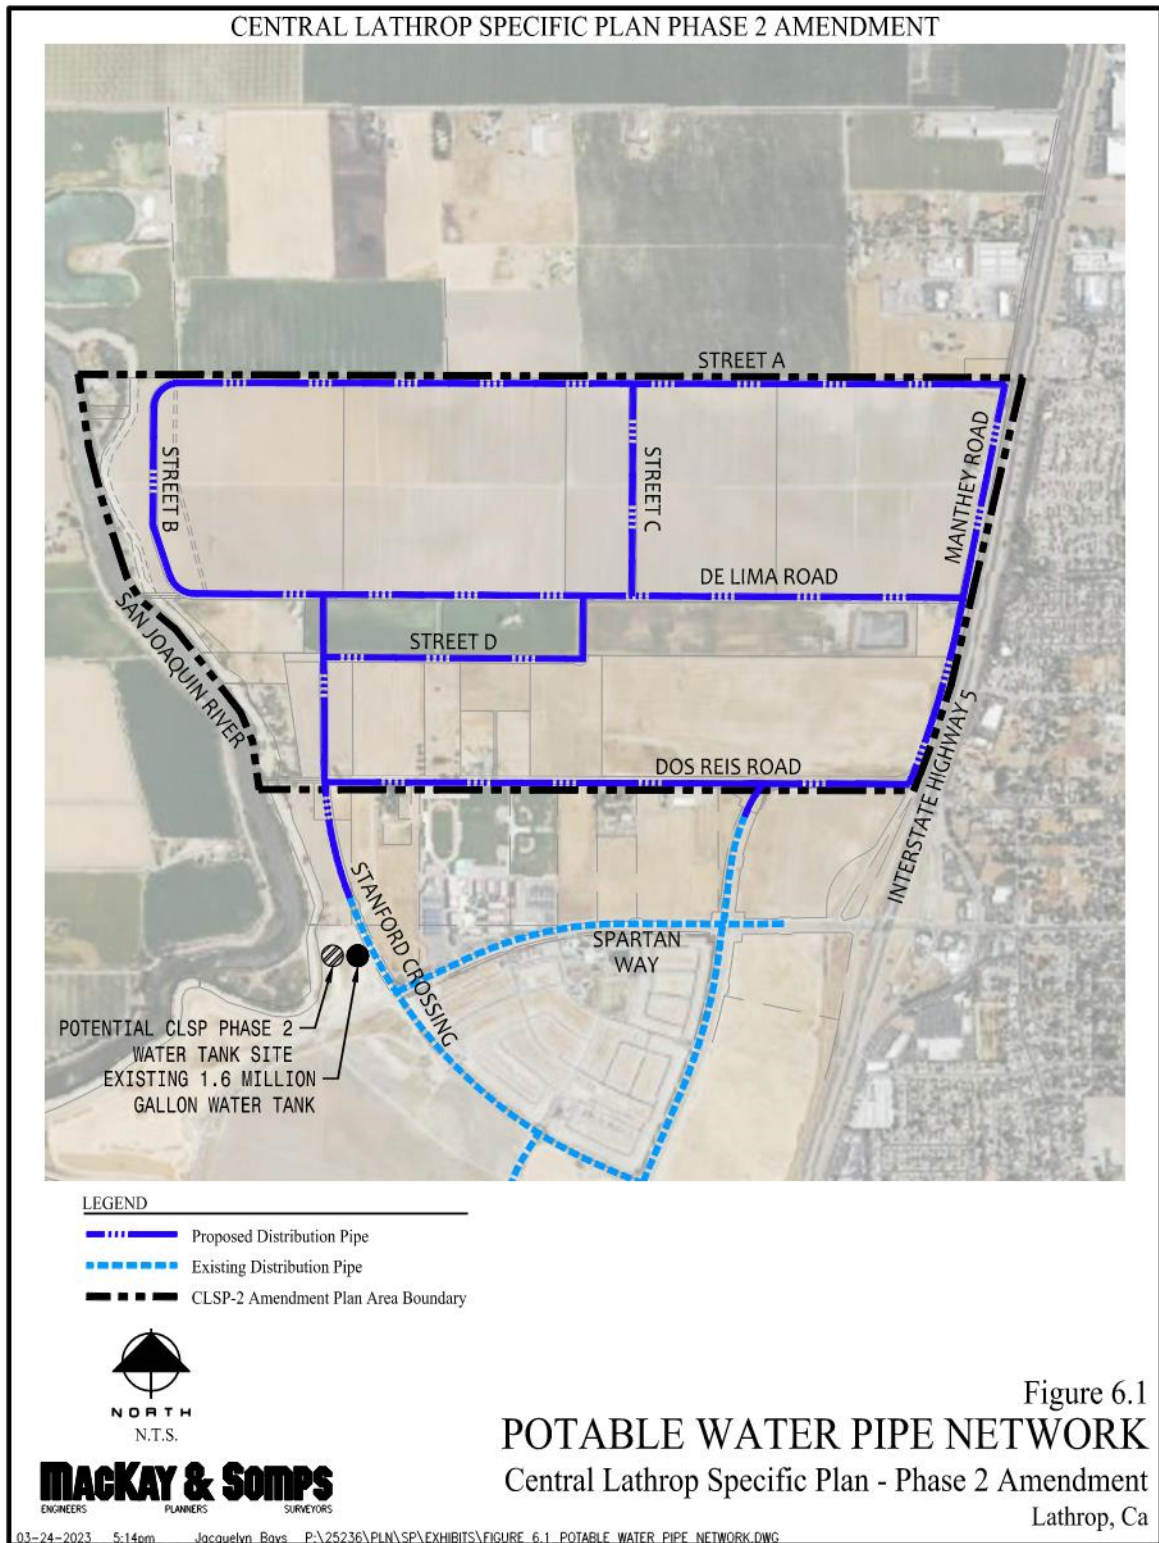 CENTRAL LATHROP SPECIFIC PLAN PHASE 2 AMENDMENT
STREET A
STREET B
STREET C
MANTHEY ROAD
DE LIMA ROAD
SAN JOAQUIN RIVER
STREET D
DOS REIS ROAD
INTERSTATE HIGHWAY 5
STANFORD CROSSING
SPARTAN
WAY
POTENTIAL CLSP PHASE 2
WATER TANK SITE
EXISTING 1.6 MILLION
GALLON WATER TANK
LEGEND
Proposed Distribution Pipe
Existing Distribution Pipe
CLSP-2 Amendment Plan Area Boundary
NORTH
N.T.S.
Figure 6.1
POTABLE WATER PIPE NETWORK
Central Lathrop Specific Plan - Phase 2 Amendment
Lathrop, Ca
MACKAY & SOMPS
ENGINEERS PLANNERS SURVEYORS
03-24-2023 5:14pm Jacquelyn Bays P:\25236\PLN\SP\EXHIBITS\FIGURE 6.1 POTABLE WATER PIPE NETWORK.DWG